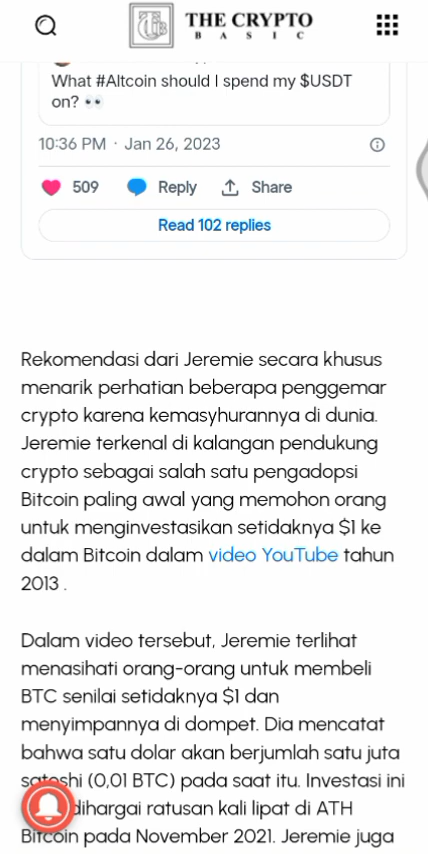 THE CRYPTO
BASIC
What #Altcoin should I spend my $USDT
on? 👀
10:36 PM · Jan 26, 2023
509 Reply Share
Read 102 replies
Rekomendasi dari Jeremie secara khusus
menarik perhatian beberapa penggemar
crypto karena kemasyhurannya di dunia.
Jeremie terkenal di kalangan pendukung
crypto sebagai salah satu pengadopsi
Bitcoin paling awal yang memohon orang
untuk menginvestasikan setidaknya $1 ke
dalam Bitcoin dalam video YouTube tahun
2013 .
Dalam video tersebut, Jeremie terlihat
menasihati orang-orang untuk membeli
BTC senilai setidaknya $1 dan
menyimpannya di dompet. Dia mencatat
bahwa satu dolar akan berjumlah satu juta
satoshi (0,01 BTC) pada saat itu. Investasi ini
dihargai ratusan kali lipat di ATH
Bitcoin pada November 2021. Jeremie juga